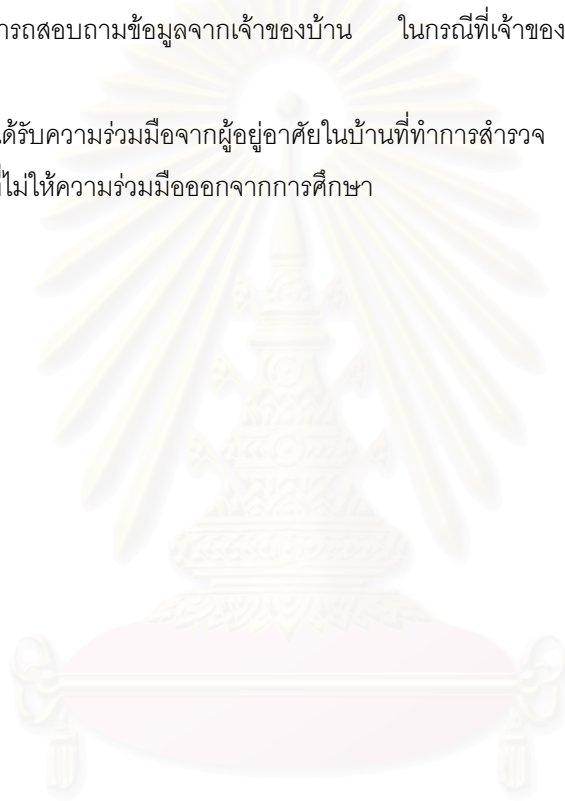 ารถสอบถามข้อมูลจากเจ้าของบ้าน ในกรณีที่เจ้าของ
ได้รับความร่วมมือจากผู้อยู่อาศัยในบ้านที่ทำการสำรวจ
ที่ไม่ให้ความร่วมมือออกจากการศึกษา